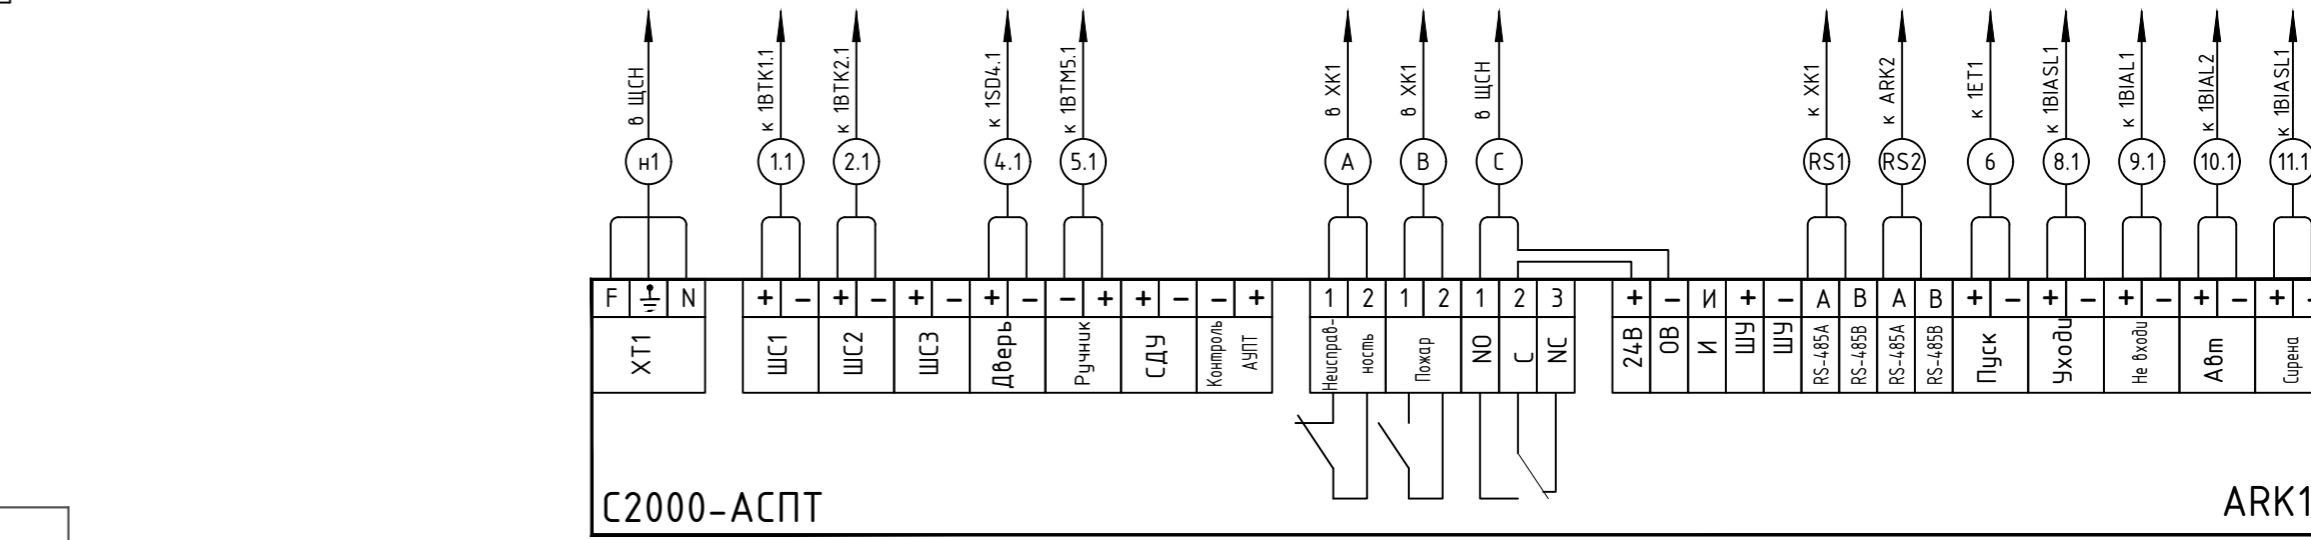 в ЩСН
к 1BTK1.1
к 1BTK2.1
к 1SD4.1
к 1BTM5.1
в XK1
в XK1
в ЩСН
к XK1
к ARK2
к 1ET1
к 1BIASL1
к 1BIAL1
к 1BIAL2
к 1BIASL1
н1
1.1
2.1
4.1
5.1
A
B
C
RS1
RS2
6
8.1
9.1
10.1
11.1
F N + − + − + − + − − + + − − + 1 2 1 2 1 2 3 + − И + − A B A B + − + − + − + − +
XT1
ШС1
ШС2
ШС3
Дверь
Ручник
СДУ
Контроль
АУПТ
Неисправ-
ность
Пожар
NO
C
NC
24В
0В
И
ШУ
ШУ
RS-485A
RS-485B
RS-485A
RS-485B
Пуск
Уходи
Не входи
Авт
Сирена
С2000-АСПТ
ARK1